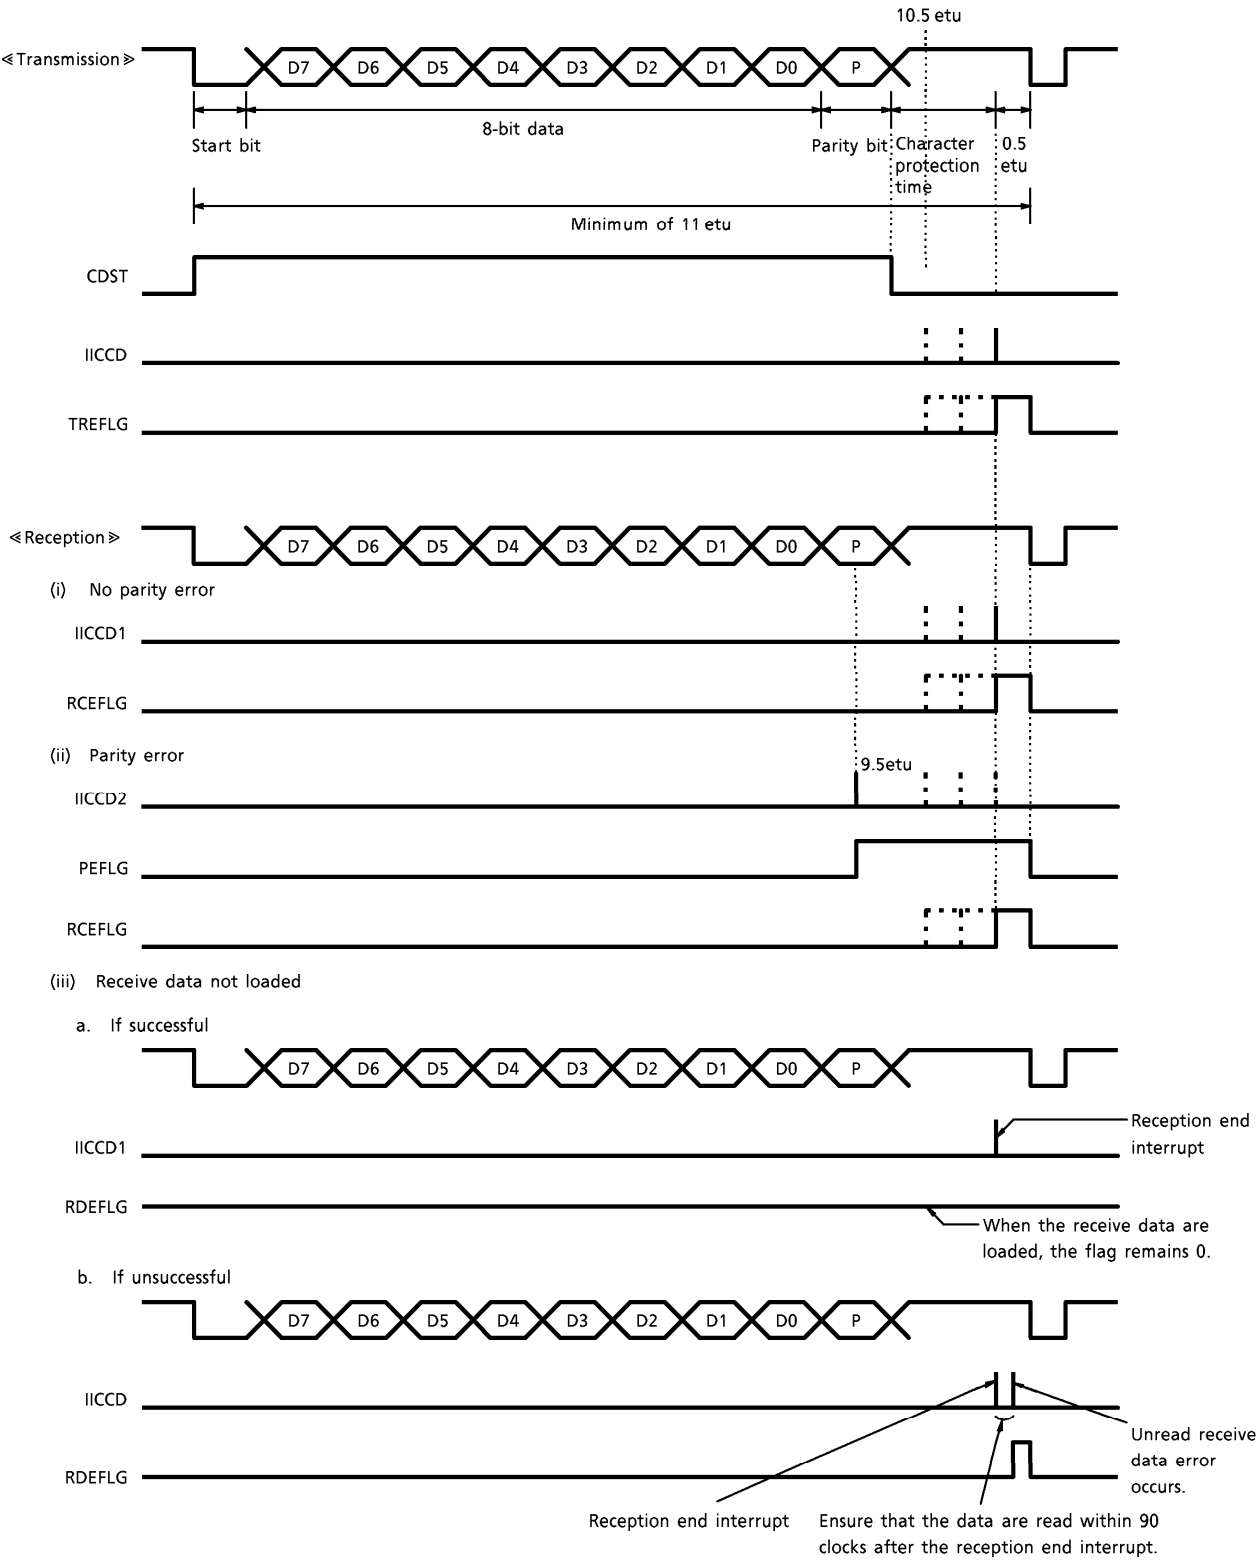 10.5 etu
≪Transmission≫
D7 D6 D5 D4 D3 D2 D1 D0 P
8-bit data
Start bit
Parity bit
Character
protection
time
0.5
etu
Minimum of 11 etu
CDST
IICCD
TREFLG
≪Reception≫
D7 D6 D5 D4 D3 D2 D1 D0 P
(i) No parity error
IICCD1
RCEFLG
(ii) Parity error
9.5etu
IICCD2
PEFLG
RCEFLG
(iii) Receive data not loaded
a. If successful
D7 D6 D5 D4 D3 D2 D1 D0 P
Reception end
interrupt
IICCD1
RDEFLG
When the receive data are
loaded, the flag remains 0.
b. If unsuccessful
D7 D6 D5 D4 D3 D2 D1 D0 P
IICCD
Unread receive
data error
occurs.
RDEFLG
Reception end interrupt
Ensure that the data are read within 90
clocks after the reception end interrupt.